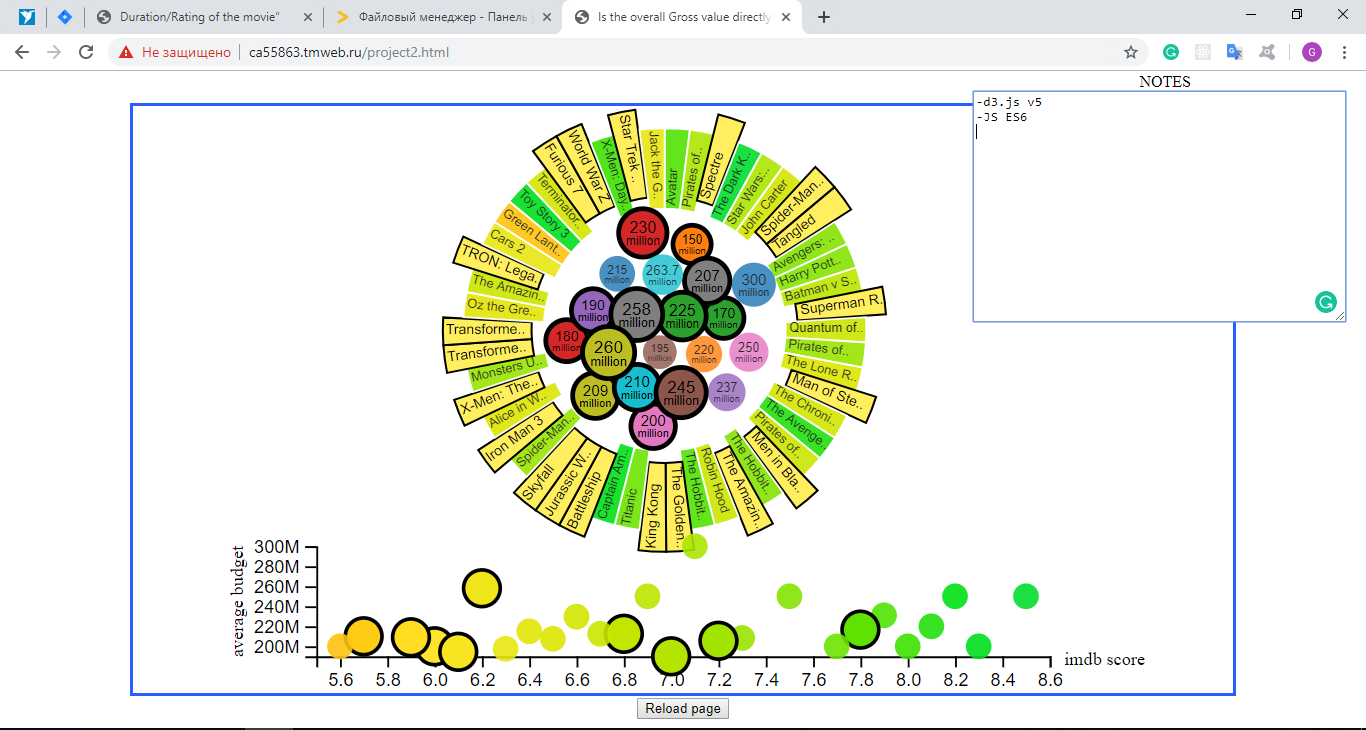 Duration/Rating of the movie"
Файловый менеджер - Панель
Is the overall Gross value directly
Не защищено
ca55863.tmweb.ru/project2.html
G
NOTES
-d3.js v5
-JS ES6
Avatar
Pirates of..
Spectre
The Dark K..
Star Wars:..
John Carter
Spider-Man..
Tangled
Avengers: ..
Harry Pott..
Batman v S..
Superman R..
Quantum of..
Pirates of..
The Lone R..
Man of Ste..
The Chroni..
The Avenge..
Pirates of..
Men in Bla..
The Hobbit..
The Amazin..
Robin Hood
The Hobbit..
The Golden..
King Kong
Titanic
Captain Am..
Battleship
Jurassic W..
Skyfall
Spider-Man..
Iron Man 3
Alice in W..
X-Men: The..
Monsters U..
Transforme..
Transforme..
Oz the Gre..
The Amazin..
TRON: Lega..
Cars 2
Green Lant..
Toy Story 3
Terminator..
Furious 7
World War Z
X-Men: Day..
Star Trek ..
Jack the G..
230
million
150
million
215
million
263.7
million
207
million
300
million
190
million
258
million
225
million
170
million
180
million
260
million
195
million
220
million
250
million
209
million
210
million
245
million
237
million
200
million
average budget
300M
280M
260M
240M
220M
200M
5.6 5.8 6.0 6.2 6.4 6.6 6.8 7.0 7.2 7.4 7.6 7.8 8.0 8.2 8.4 8.6
imdb score
Reload page